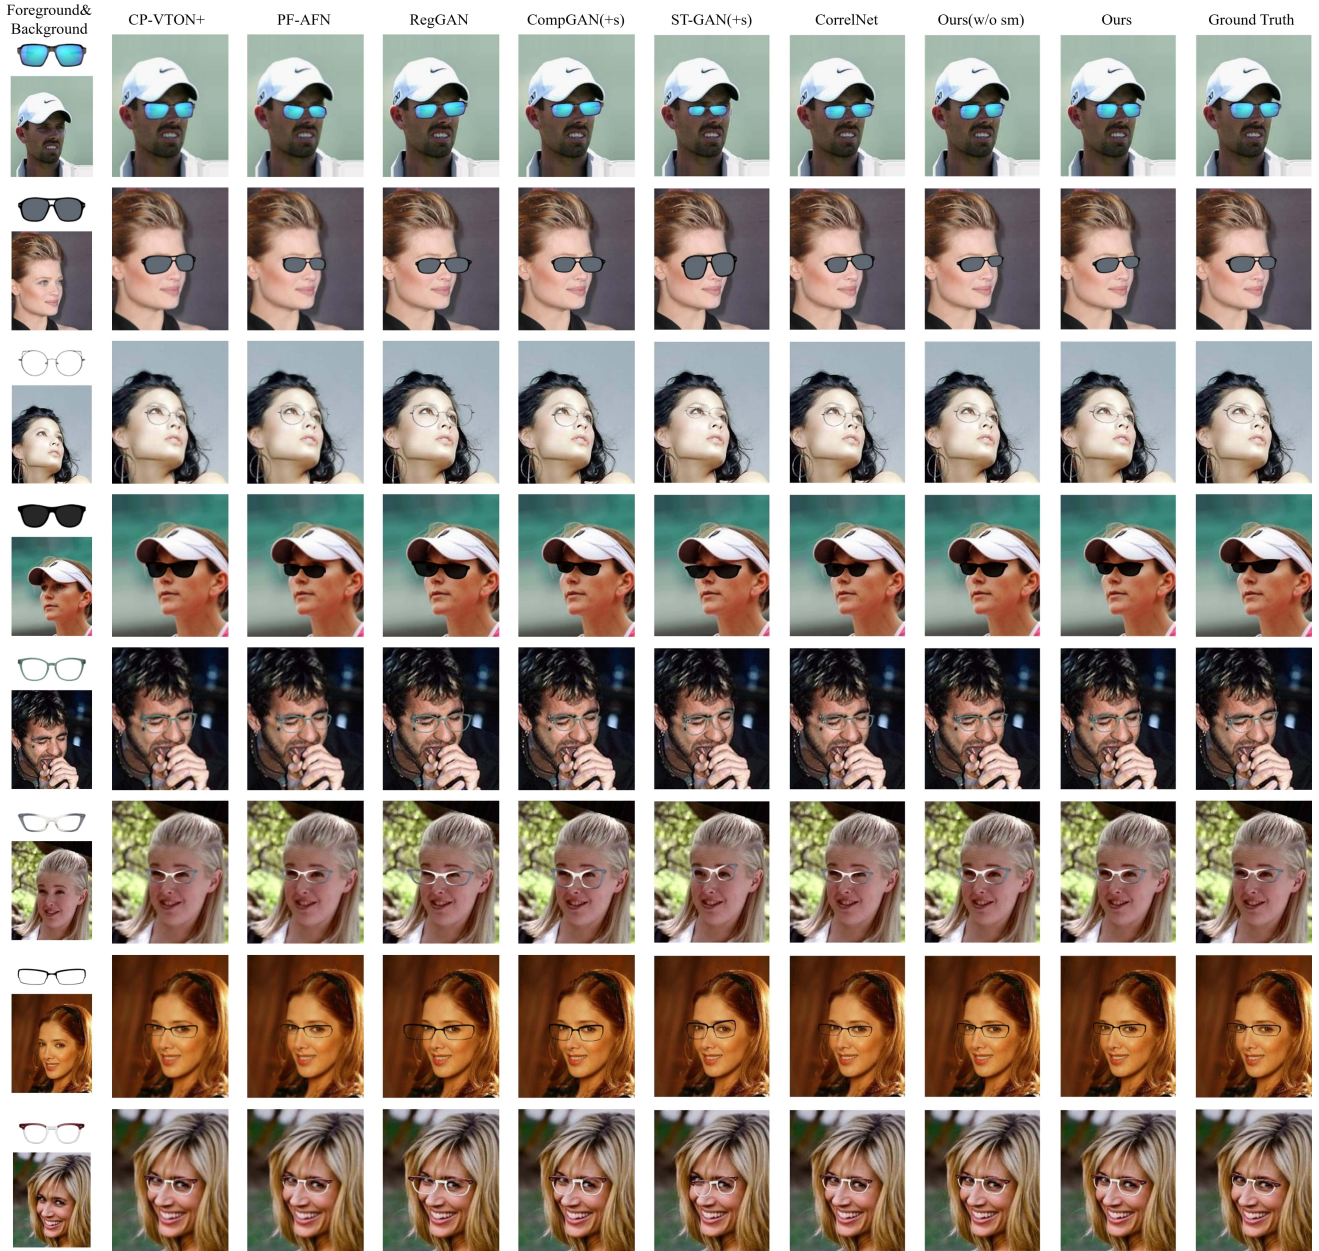 Foreground&
Background
CP-VTON+
PF-AFN
RegGAN
CompGAN(+s)
ST-GAN(+s)
CorrelNet
Ours(w/o sm)
Ours
Ground Truth